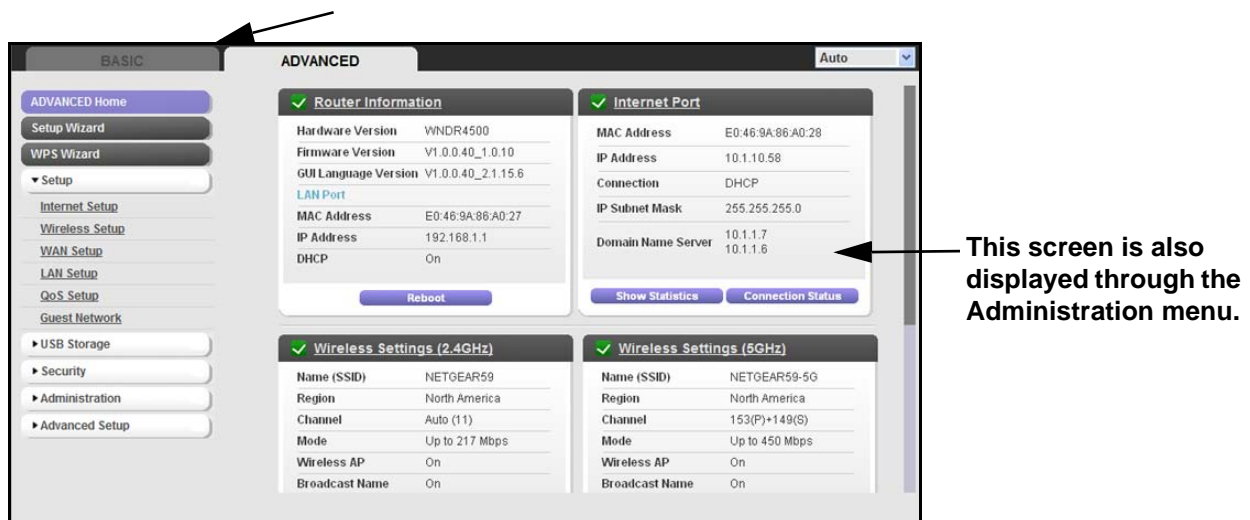 BASIC
ADVANCED
Auto
ADVANCED Home
Setup Wizard
WPS Wizard
Setup
Internet Setup
Wireless Setup
WAN Setup
LAN Setup
QoS Setup
Guest Network
USB Storage
Security
Administration
Advanced Setup
Router Information
Hardware Version WNDR4500
Firmware Version V1.0.0.40_1.0.10
GUI Language Version V1.0.0.40_2.1.15.6
LAN Port
MAC Address E0:46:9A:86:A0:27
IP Address 192.168.1.1
DHCP On
Reboot
Internet Port
MAC Address E0:46:9A:86:A0:28
IP Address 10.1.10.58
Connection DHCP
IP Subnet Mask 255.255.255.0
Domain Name Server 10.1.1.7
10.1.1.6
Show Statistics Connection Status
Wireless Settings (2.4GHz)
Name (SSID) NETGEAR59
Region North America
Channel Auto (11)
Mode Up to 217 Mbps
Wireless AP On
Broadcast Name On
Wireless Settings (5GHz)
Name (SSID) NETGEAR59-5G
Region North America
Channel 153(P)+149(S)
Mode Up to 450 Mbps
Wireless AP On
Broadcast Name On
This screen is also
displayed through the
Administration menu.